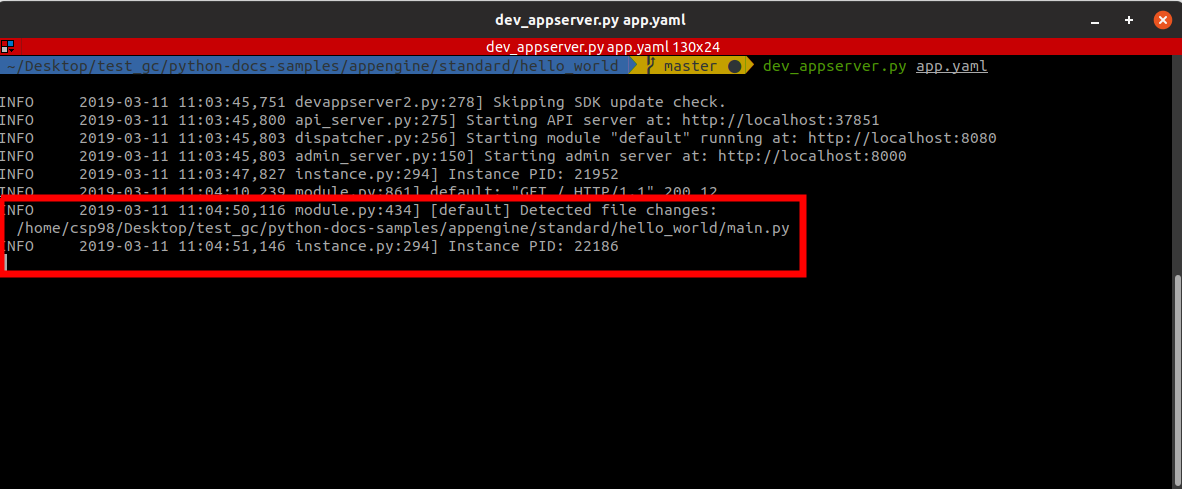 dev_appserver.py app.yaml
dev_appserver.py app.yaml 130x24
~/Desktop/test_gc/python-docs-samples/appengine/standard/hello_world master ● dev_appserver.py app.yaml
INFO 2019-03-11 11:03:45,751 devappserver2.py:278] Skipping SDK update check.
INFO 2019-03-11 11:03:45,800 api_server.py:275] Starting API server at: http://localhost:37851
INFO 2019-03-11 11:03:45,803 dispatcher.py:256] Starting module "default" running at: http://localhost:8080
INFO 2019-03-11 11:03:45,803 admin_server.py:150] Starting admin server at: http://localhost:8000
INFO 2019-03-11 11:03:47,827 instance.py:294] Instance PID: 21952
INFO 2019-03-11 11:04:10,239 module.py:861] default: "GET / HTTP/1.1" 200 12
INFO 2019-03-11 11:04:50,116 module.py:434] [default] Detected file changes:
/home/csp98/Desktop/test_gc/python-docs-samples/appengine/standard/hello_world/main.py
INFO 2019-03-11 11:04:51,146 instance.py:294] Instance PID: 22186